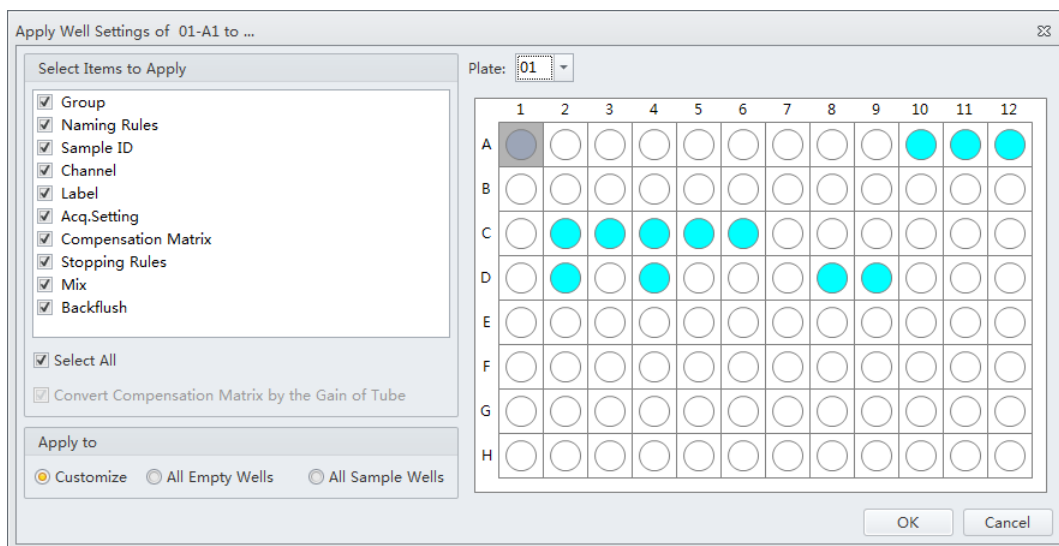 Apply Well Settings of 01-A1 to ...
Select Items to Apply
Group
Naming Rules
Sample ID
Channel
Label
Acq.Setting
Compensation Matrix
Stopping Rules
Mix
Backflush
Select All
Convert Compensation Matrix by the Gain of Tube
Apply to
Customize All Empty Wells All Sample Wells
Plate: 01
1 2 3 4 5 6 7 8 9 10 11 12
A
B
C
D
E
F
G
H
OK Cancel